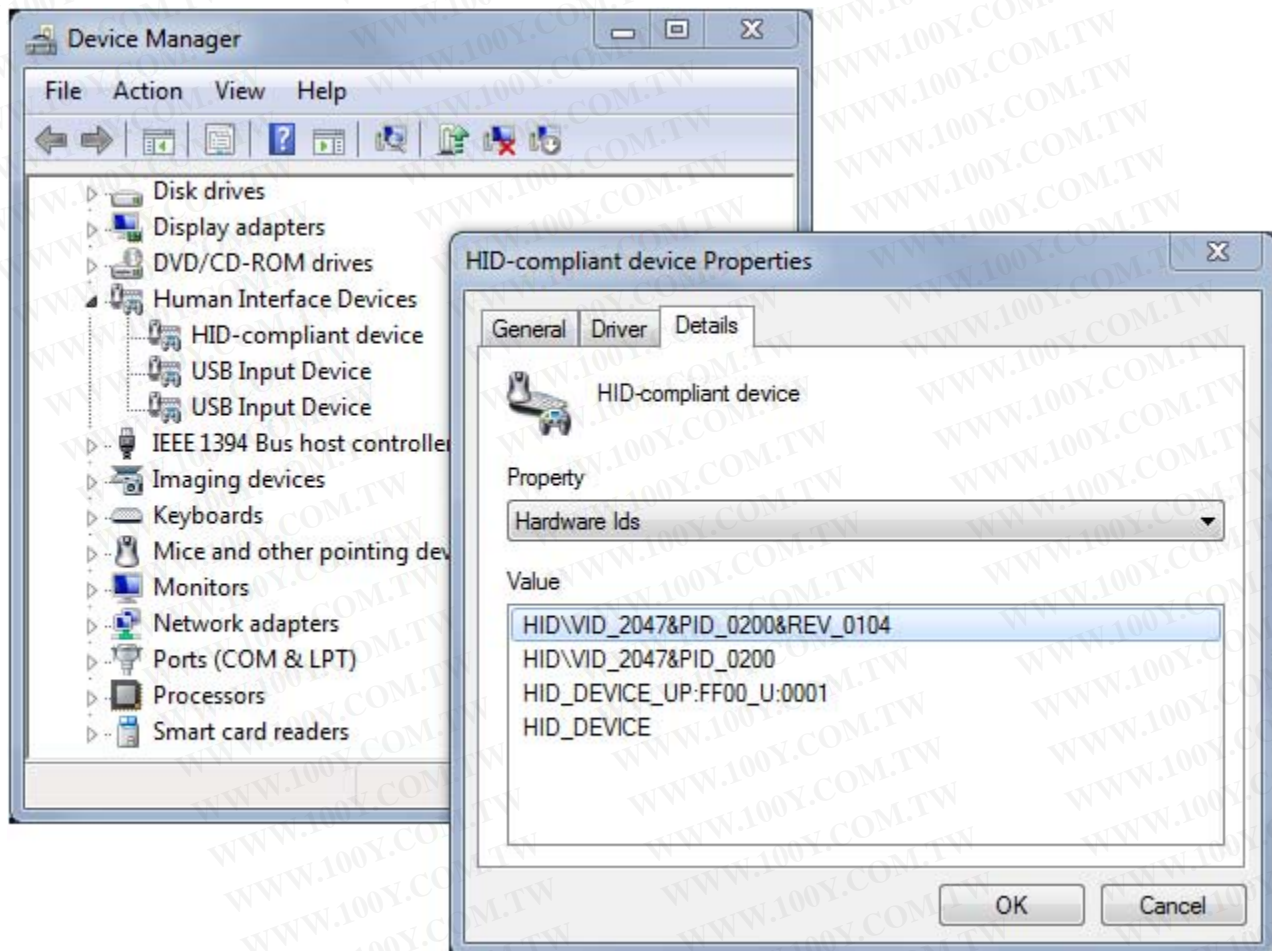 Device Manager
File Action View Help
Disk drives
Display adapters
DVD/CD-ROM drives
Human Interface Devices
HID-compliant device
USB Input Device
USB Input Device
IEEE 1394 Bus host controller
Imaging devices
Keyboards
Mice and other pointing dev
Monitors
Network adapters
Ports (COM & LPT)
Processors
Smart card readers
HID-compliant device Properties
General Driver Details
HID-compliant device
Property
Hardware Ids
Value
HID\VID_2047&PID_0200&REV_0104
HID\VID_2047&PID_0200
HID_DEVICE_UP:FF00_U:0001
HID_DEVICE
OK Cancel
WWW.100Y.COM.TW